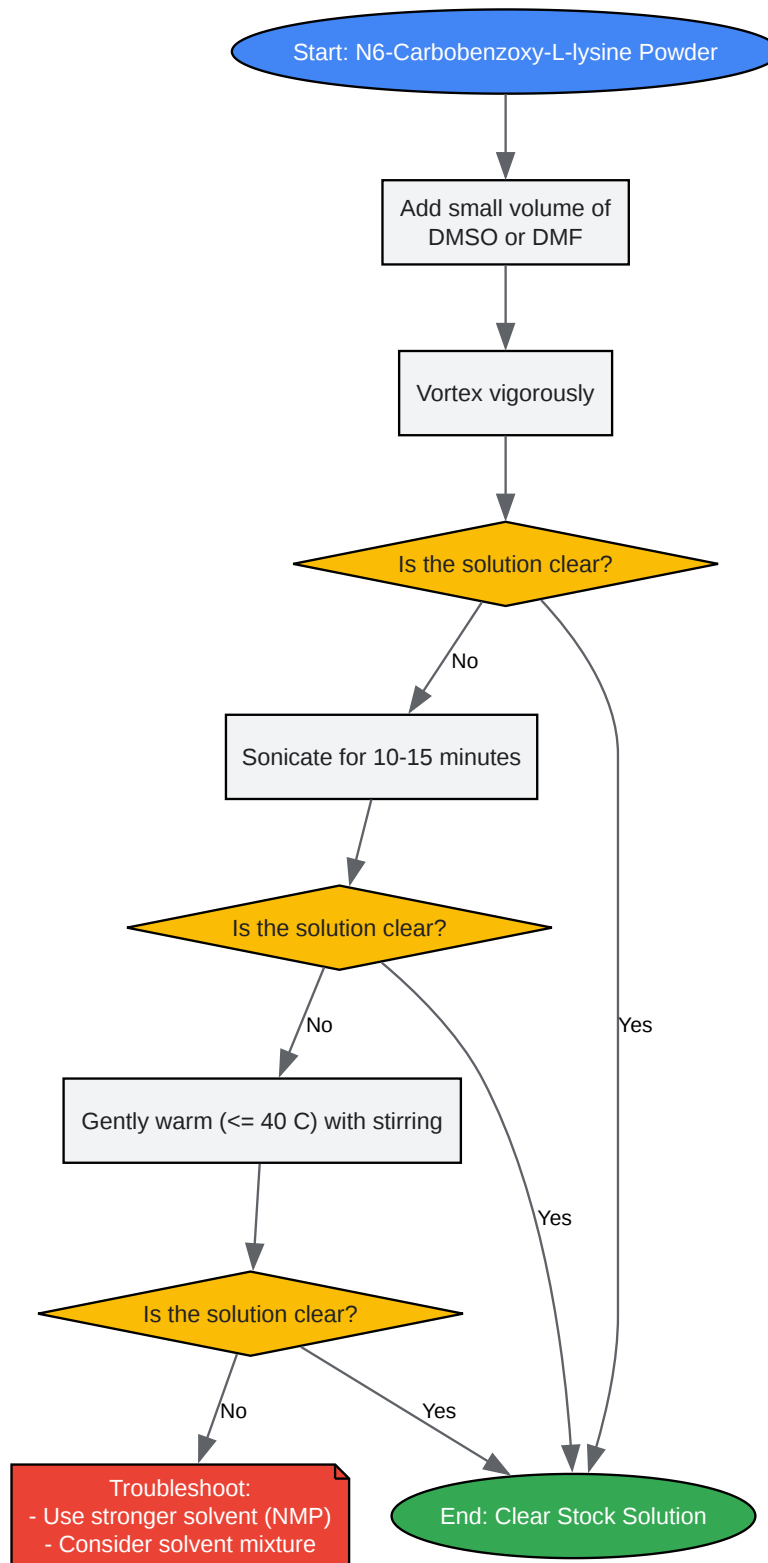 Start: N6-Carbobenzoxy-L-lysine Powder
Add small volume of
DMSO or DMF
Vortex vigorously
Is the solution clear?
No
Sonicate for 10-15 minutes
Is the solution clear?
No
Yes
Gently warm (<= 40 C) with stirring
Yes
Is the solution clear?
No
Yes
Troubleshoot:
- Use stronger solvent (NMP)
- Consider solvent mixture
End: Clear Stock Solution